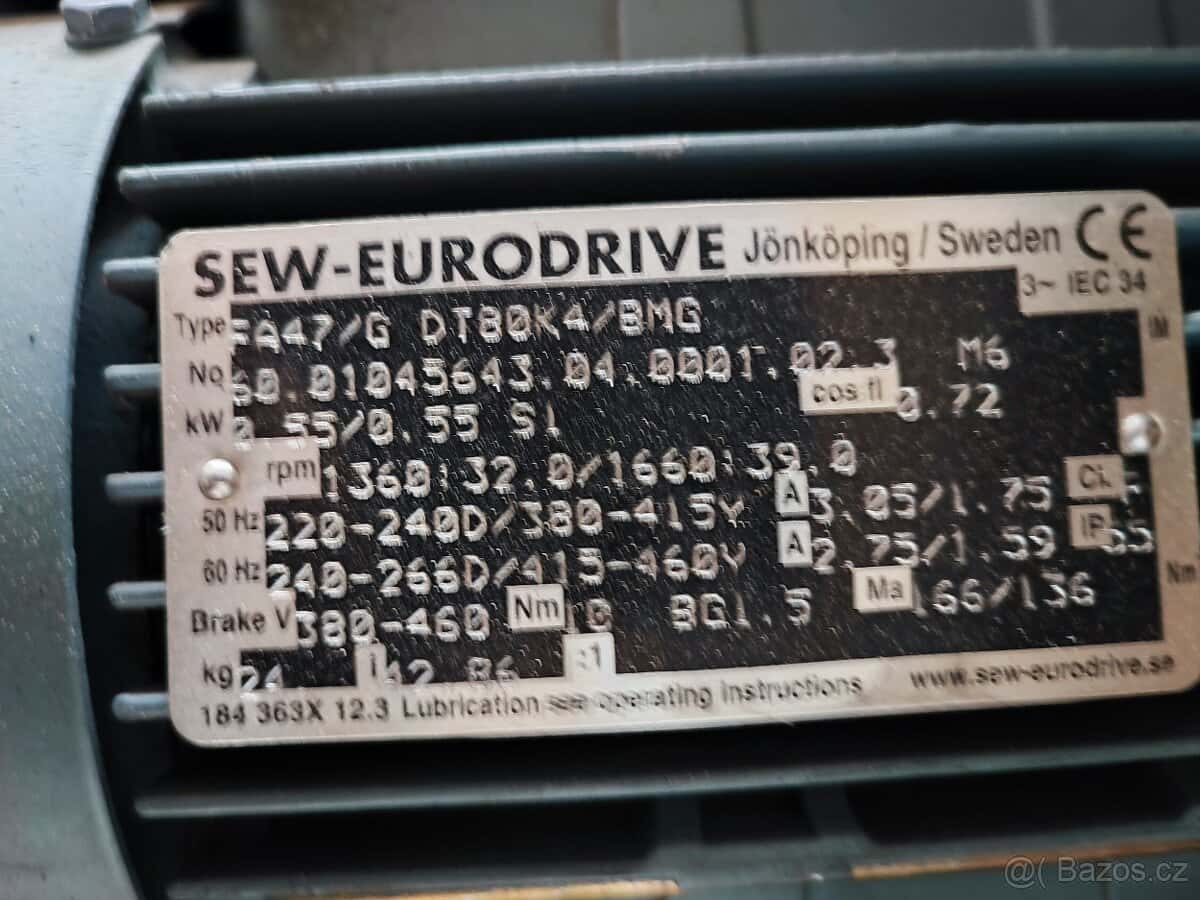 SEW-EURODRIVE Jönköping / Sweden CE
3~ IEC 34
Type FA47/G DT80K4/BMG IM
No 60.01045643.04.0001.02.3 M6
kW 0.55/0.55 S1 cos fi 0.72
rpm 1360:32.0/1660:39.0
50 Hz 220-240D/380-415Y A 3.05/1.75 Cl. F
60 Hz 240-266D/415-460Y A 2.75/1.59 IP 55
Brake V 380-460 Nm 10 BG1.5 Ma 166/136 Nm
kg 24 i 42.86 :1
184 363X 12.3 Lubrication see operating instructions www.sew-eurodrive.se
@( Bazos.cz